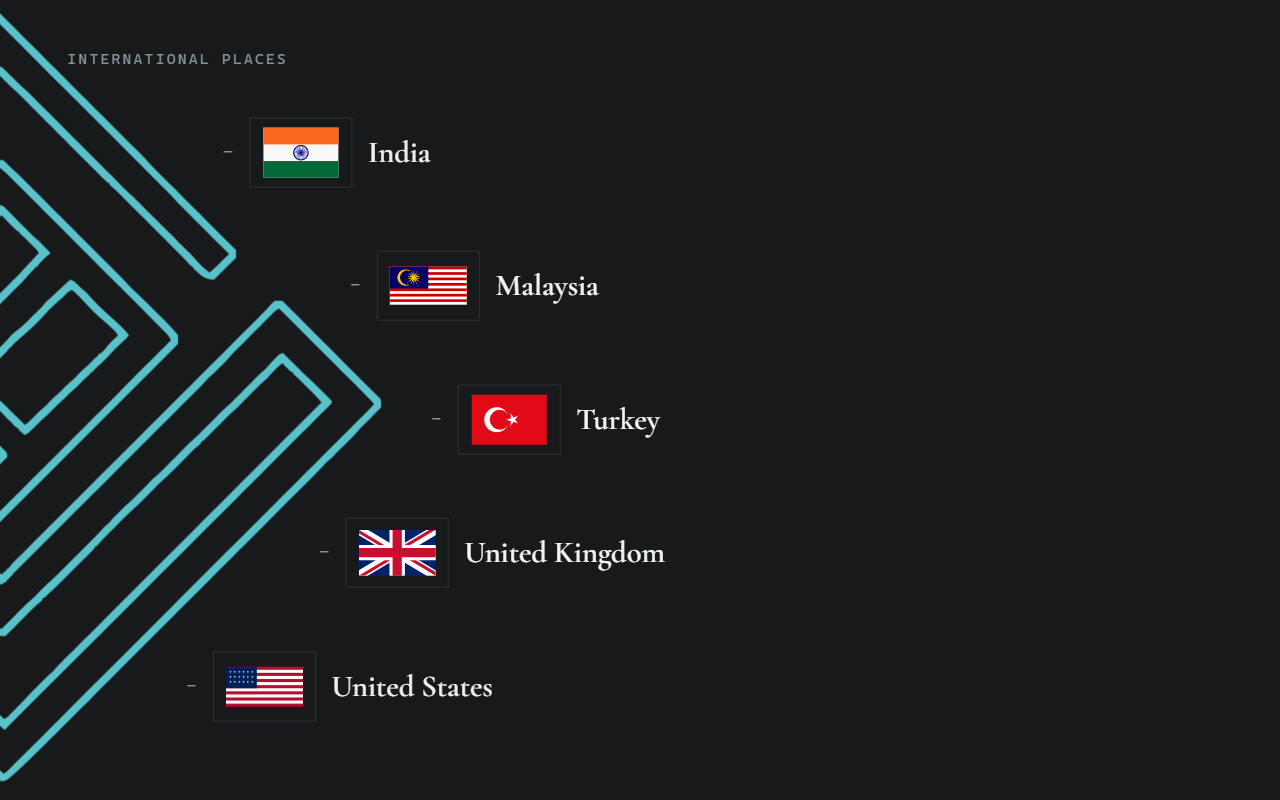 INTERNATIONAL PLACES
– India
– Malaysia
– Turkey
– United Kingdom
– United States